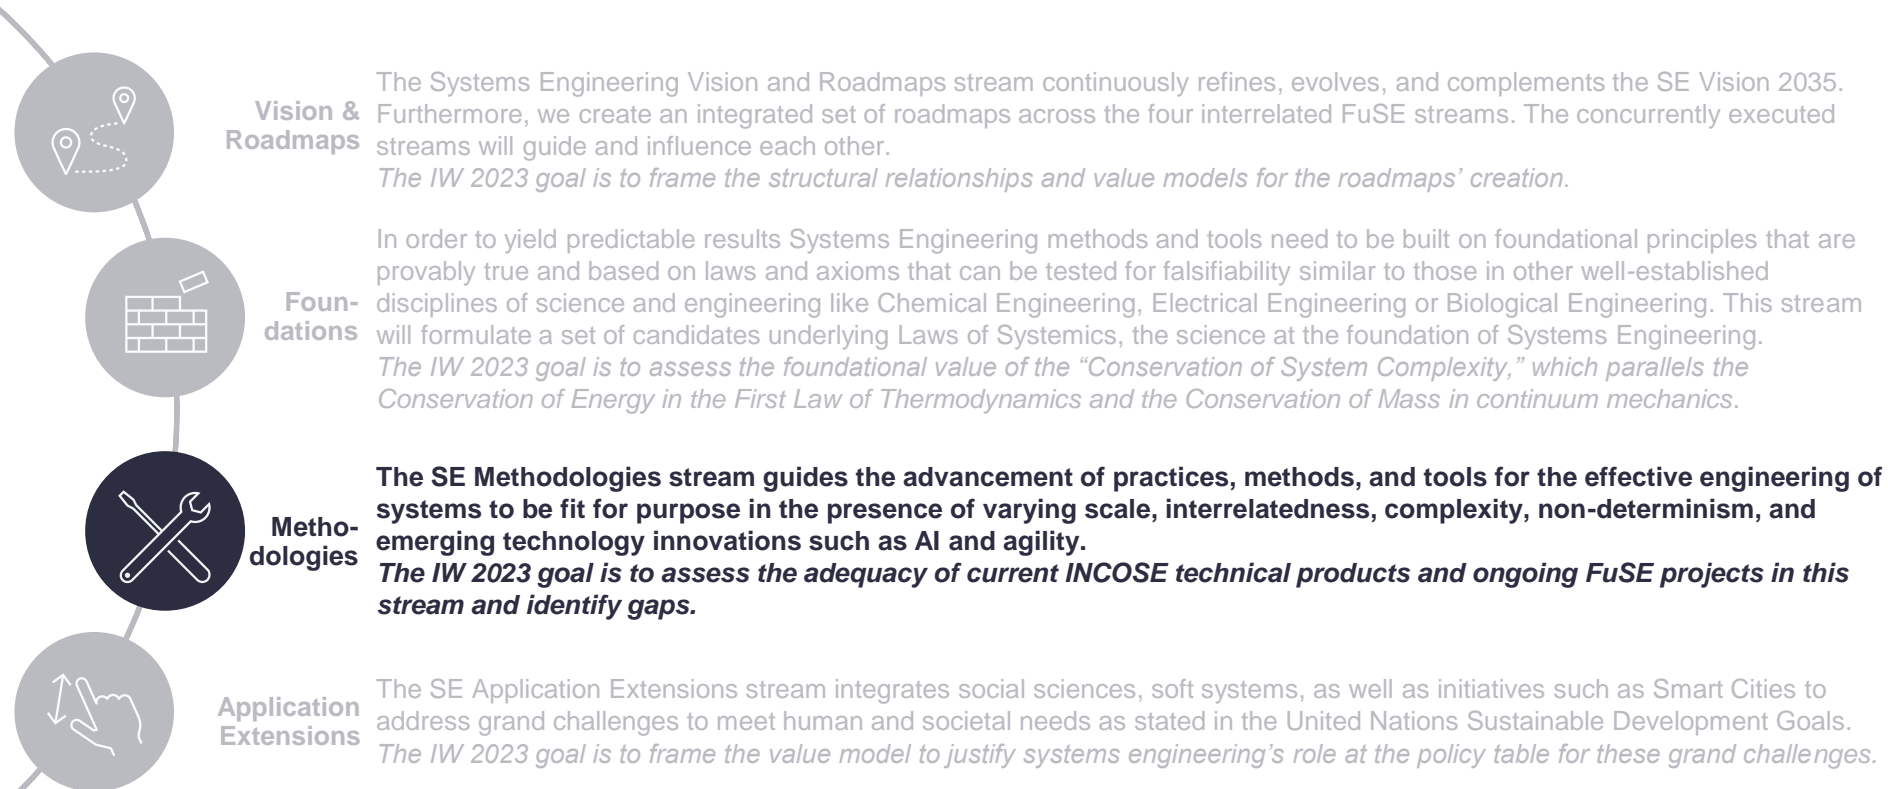 Vision &
Roadmaps
The Systems Engineering Vision and Roadmaps stream continuously refines, evolves, and complements the SE Vision 2035.
Furthermore, we create an integrated set of roadmaps across the four interrelated FuSE streams. The concurrently executed
streams will guide and influence each other.
The IW 2023 goal is to frame the structural relationships and value models for the roadmaps’ creation.
Foun-
dations
In order to yield predictable results Systems Engineering methods and tools need to be built on foundational principles that are
provably true and based on laws and axioms that can be tested for falsifiability similar to those in other well-established
disciplines of science and engineering like Chemical Engineering, Electrical Engineering or Biological Engineering. This stream
will formulate a set of candidates underlying Laws of Systemics, the science at the foundation of Systems Engineering.
The IW 2023 goal is to assess the foundational value of the “Conservation of System Complexity,” which parallels the
Conservation of Energy in the First Law of Thermodynamics and the Conservation of Mass in continuum mechanics.
Metho-
dologies
The SE Methodologies stream guides the advancement of practices, methods, and tools for the effective engineering of
systems to be fit for purpose in the presence of varying scale, interrelatedness, complexity, non-determinism, and
emerging technology innovations such as AI and agility.
The IW 2023 goal is to assess the adequacy of current INCOSE technical products and ongoing FuSE projects in this
stream and identify gaps.
Application
Extensions
The SE Application Extensions stream integrates social sciences, soft systems, as well as initiatives such as Smart Cities to
address grand challenges to meet human and societal needs as stated in the United Nations Sustainable Development Goals.
The IW 2023 goal is to frame the value model to justify systems engineering’s role at the policy table for these grand challenges.